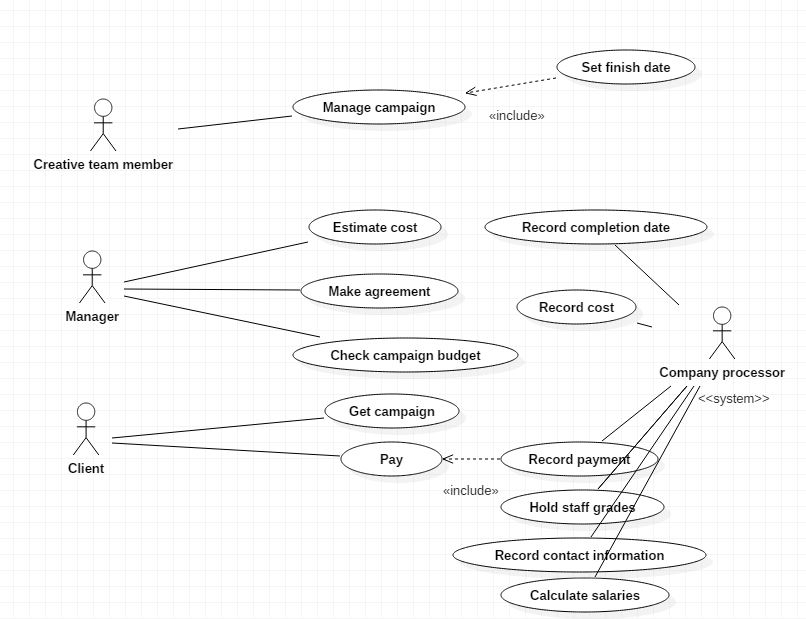 Set finish date
Manage campaign
«include»
Creative team member
Estimate cost
Record completion date
Make agreement
Record cost
Manager
Check campaign budget
Company processor
<<system>>
Get campaign
Pay
Record payment
Client
«include»
Hold staff grades
Record contact information
Calculate salaries